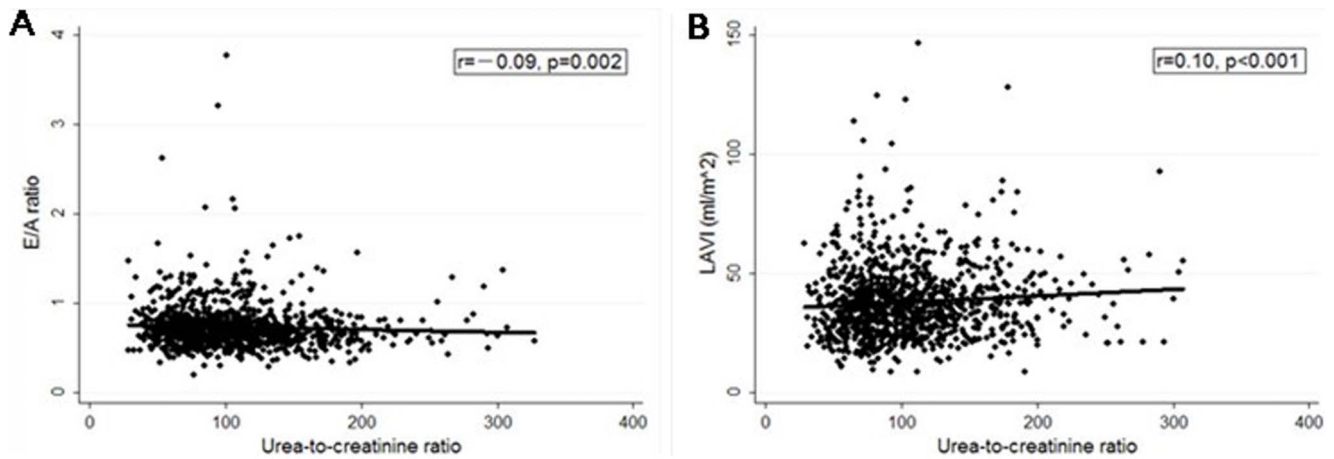 A
r=−0.09, p=0.002
E/A ratio
4
3
2
1
0
0 100 200 300 400
Urea-to-creatinine ratio
B
r=0.10, p<0.001
LAVI (ml/m^2)
150
100
50
0
0 100 200 300 400
Urea-to-creatinine ratio